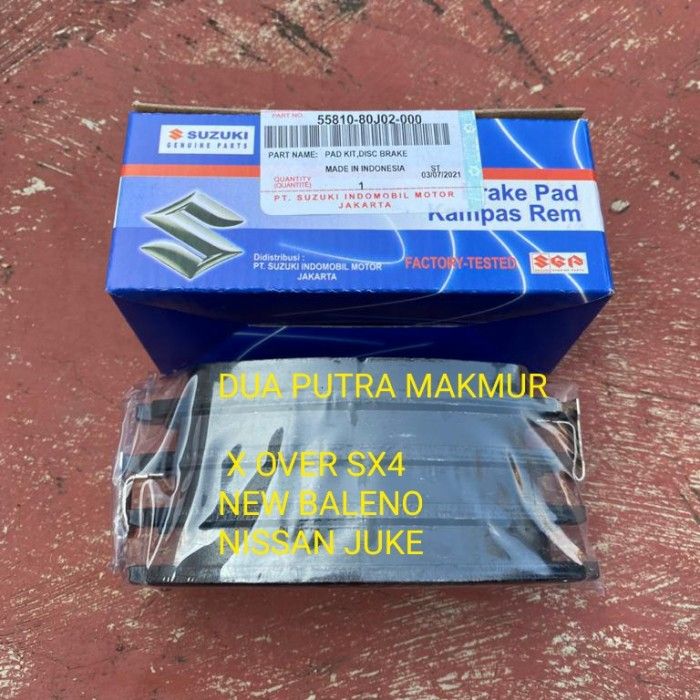 PART NO. 55810-80J02-000
SUZUKI
GENUINE PARTS
PART NAME: PAD KIT,DISC BRAKE
MADE IN INDONESIA ST
03/07/2021
QUANTITY
(QUANTITÉ) 1
PT. SUZUKI INDOMOBIL MOTOR
JAKARTA
rake Pad
Kampas Rem
Didistribusi :
PT. SUZUKI INDOMOBIL MOTOR
JAKARTA
FACTORY-TESTED
SGP
DUA PUTRA MAKMUR
X OVER SX4
NEW BALENO
NISSAN JUKE